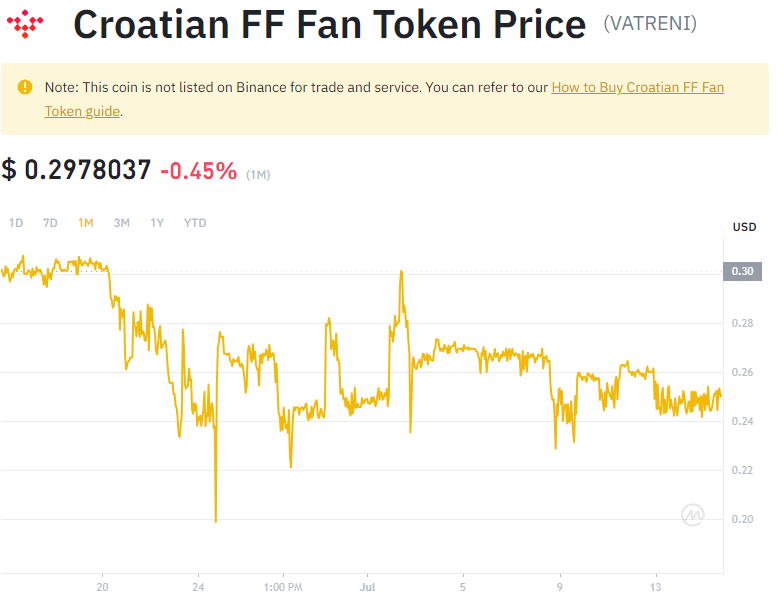 Croatian FF Fan Token Price (VATRENI)
Note: This coin is not listed on Binance for trade and service. You can refer to our How to Buy Croatian FF Fan
Token guide.
$ 0.2978037 -0.45% (1M)
1D 7D 1M 3M 1Y YTD
USD
0.30
0.28
0.26
0.24
0.22
0.20
20 24 1:00 PM Jul 5 9 13